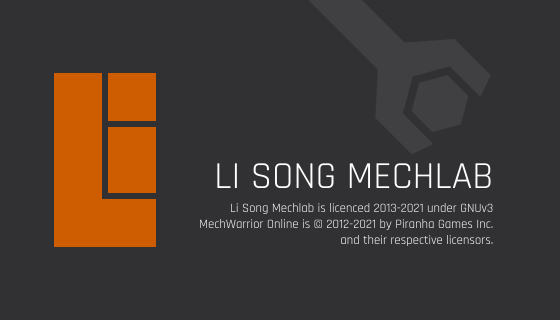 LI SONG MECHLAB
Li Song Mechlab is licenced 2013-2021 under GNUv3
MechWarrior Online is © 2012-2021 by Piranha Games Inc.
and their respective licensors.